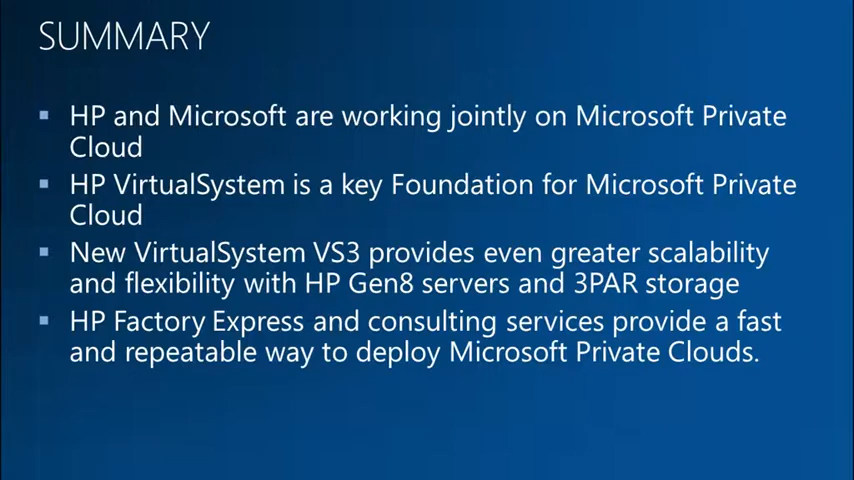 SUMMARY
▪ HP and Microsoft are working jointly on Microsoft Private
Cloud
▪ HP VirtualSystem is a key Foundation for Microsoft Private
Cloud
▪ New VirtualSystem VS3 provides even greater scalability
and flexibility with HP Gen8 servers and 3PAR storage
▪ HP Factory Express and consulting services provide a fast
and repeatable way to deploy Microsoft Private Clouds.